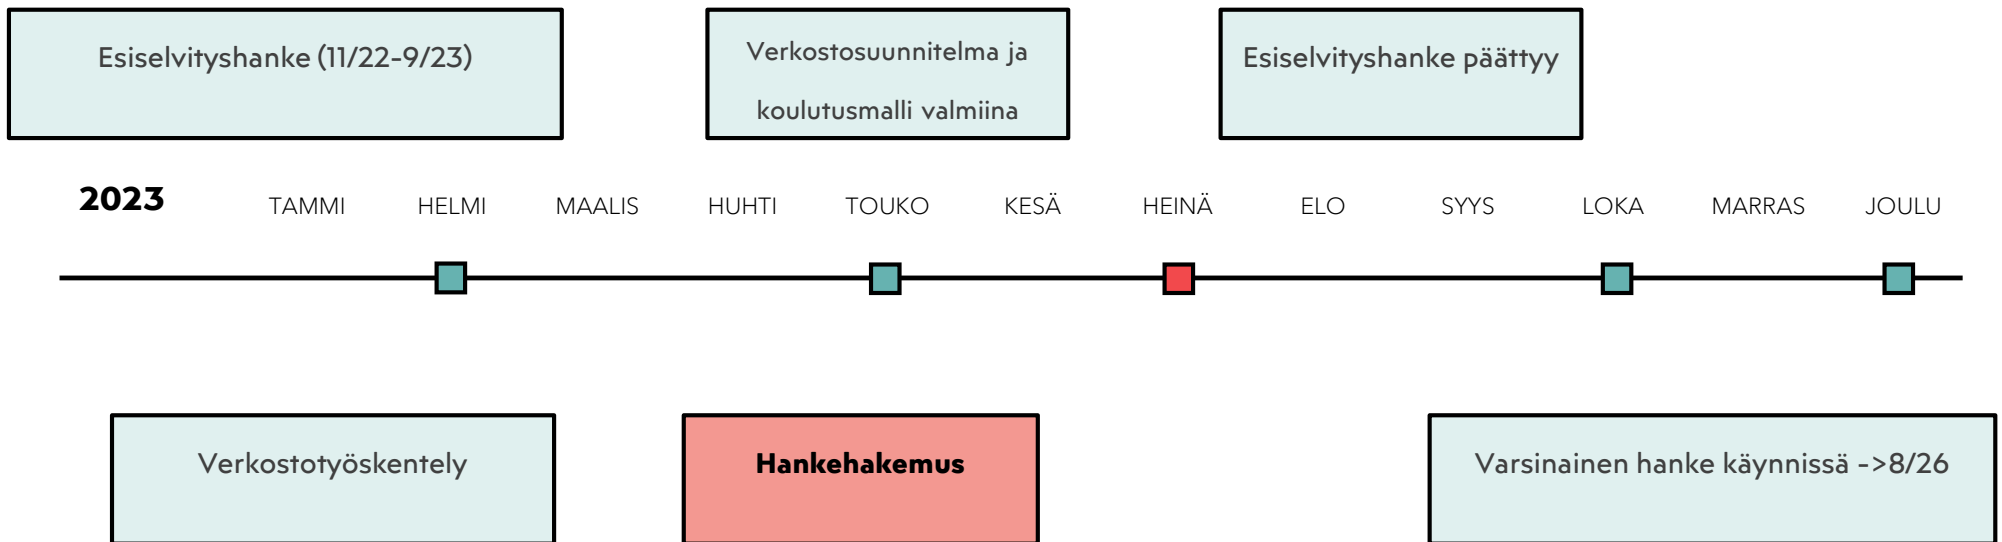 Esiselvityshanke (11/22-9/23)
Verkostosuunnitelma ja
koulutusmalli valmiina
Esiselvityshanke päättyy
2023 TAMMI HELMI MAALIS HUHTI TOUKO KESÄ HEINÄ ELO SYYS LOKA MARRAS JOULU
Verkostotyöskentely
Hankehakemus
Varsinainen hanke käynnissä ->8/26